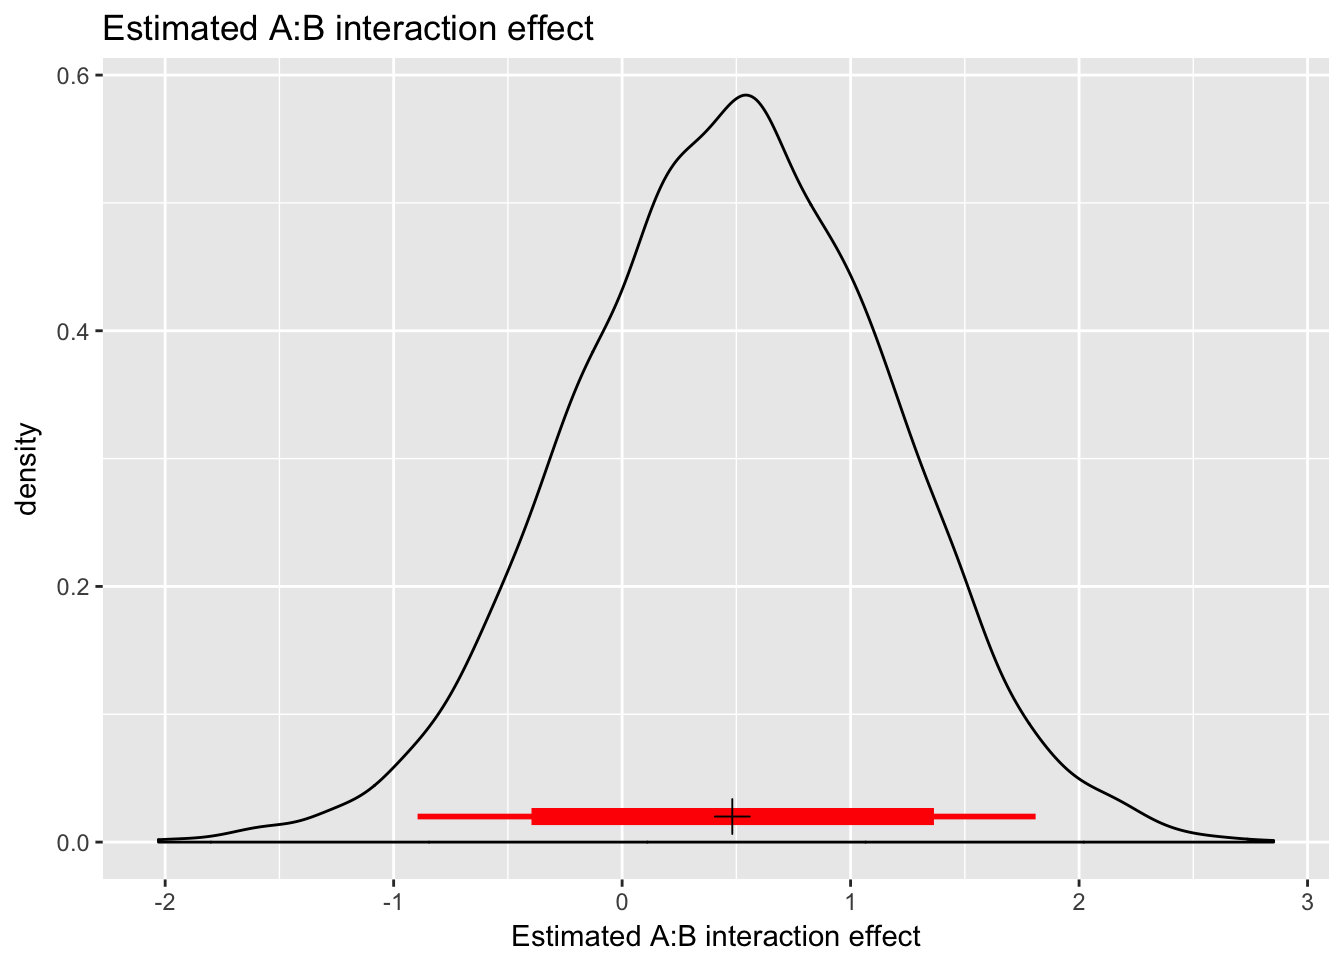 Estimated A:B interaction effect
0.6
0.4
0.2
0.0
density
-2 -1 0 1 2 3
Estimated A:B interaction effect